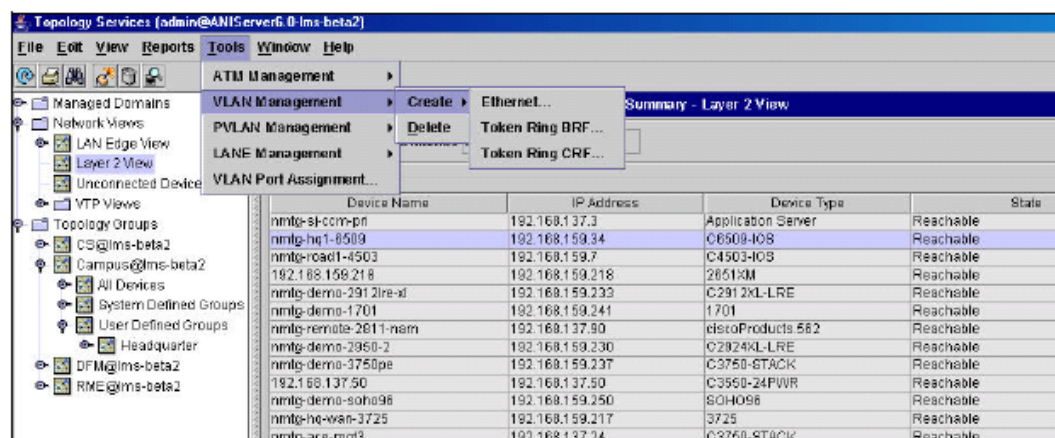 Topology Services (admin@ANIServer6.0-lms-beta2)
File Edit View Reports Tools Window Help
ATM Management
VLAN Management
PVLAN Management
LANE Management
VLAN Port Assignment...
Create
Delete
Ethernet...
Token Ring BRF...
Token Ring CRF...
Summary - Layer 2 View
Managed Domains
Network Views
LAN Edge View
Layer 2 View
Unconnected Device
VTP Views
Topology Groups
CS@lms-beta2
Campus@lms-beta2
All Devices
System Defined Groups
User Defined Groups
Headquarter
DFM@lms-beta2
RME@lms-beta2
Device Name IP Address Device Type State
nmtg-sj-ccm-pri 192.168.137.3 Application Server Reachable
nmtg-hq1-6509 192.168.159.34 C6509-IOS Reachable
nmtg-road1-4503 192.168.159.7 C4503-IOS Reachable
192.168.159.218 192.168.159.218 2651XM Reachable
nmtg-demo-2912lre-xl 192.168.159.233 C2912XL-LRE Reachable
nmtg-demo-1701 192.168.159.241 1701 Reachable
nmtg-remote-2811-nam 192.168.137.90 ciscoProducts.562 Reachable
nmtg-demo-2950-2 192.168.159.230 C2924XL-LRE Reachable
nmtg-demo-3750pe 192.168.159.237 C3750-STACK Reachable
192.168.137.50 192.168.137.50 C3550-24PWR Reachable
nmtg-demo-soho96 192.168.159.250 SOHO96 Reachable
nmtg-hq-wan-3725 192.168.159.217 3725 Reachable
192.168.137.24 C3750-STACK Reachable